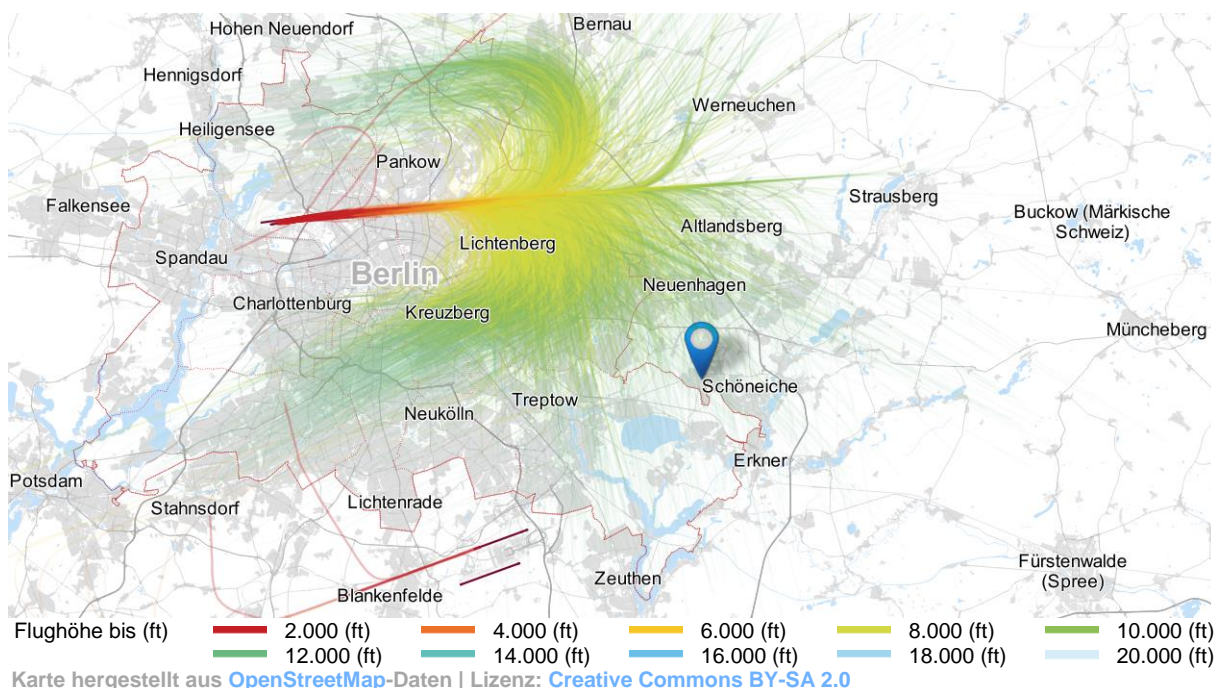 Hohen Neuendorf
Bernau
Hennigsdorf
Werneuchen
Heiligensee
Pankow
Falkensee
Strausberg
Buckow (Märkische
Schweiz)
Altlandsberg
Lichtenberg
Spandau
Berlin
Neuenhagen
Charlottenburg
Kreuzberg
Müncheberg
Schöneiche
Treptow
Neukölln
Erkner
Potsdam
Lichtenrade
Stahnsdorf
Fürstenwalde
(Spree)
Zeuthen
Blankenfelde
Flughöhe bis (ft) 2.000 (ft) 4.000 (ft) 6.000 (ft) 8.000 (ft) 10.000 (ft)
12.000 (ft) 14.000 (ft) 16.000 (ft) 18.000 (ft) 20.000 (ft)
Karte hergestellt aus OpenStreetMap-Daten | Lizenz: Creative Commons BY-SA 2.0